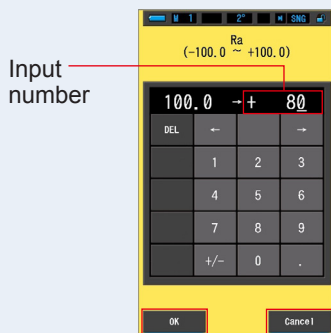 M 1 2° M SNG
Ra
(-100.0 ~ +100.0)
Input
number
100.0 → + 80
DEL ← →
1 2 3
4 5 6
7 8 9
+/- 0 .
OK Cancel